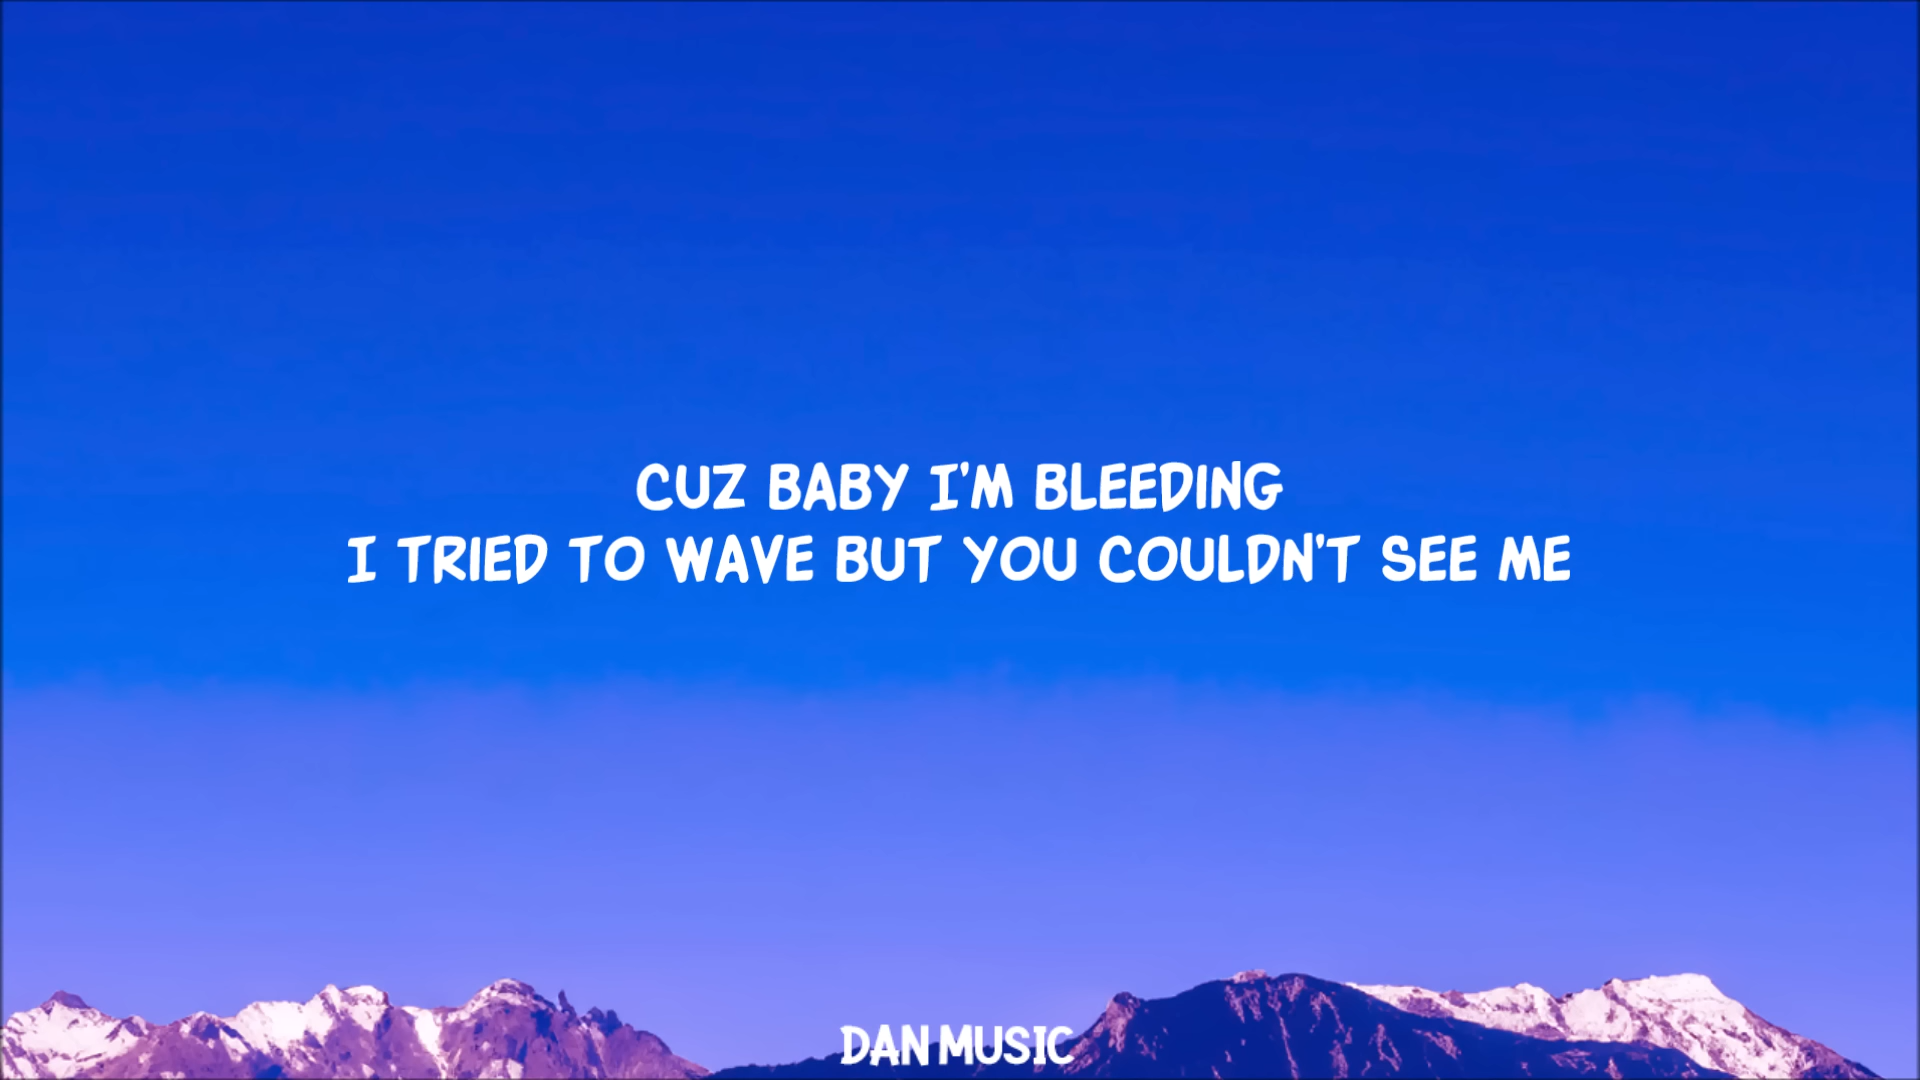 CUZ BABY I'M BLEEDING
I TRIED TO WAVE BUT YOU COULDN'T SEE ME
DAN MUSIC